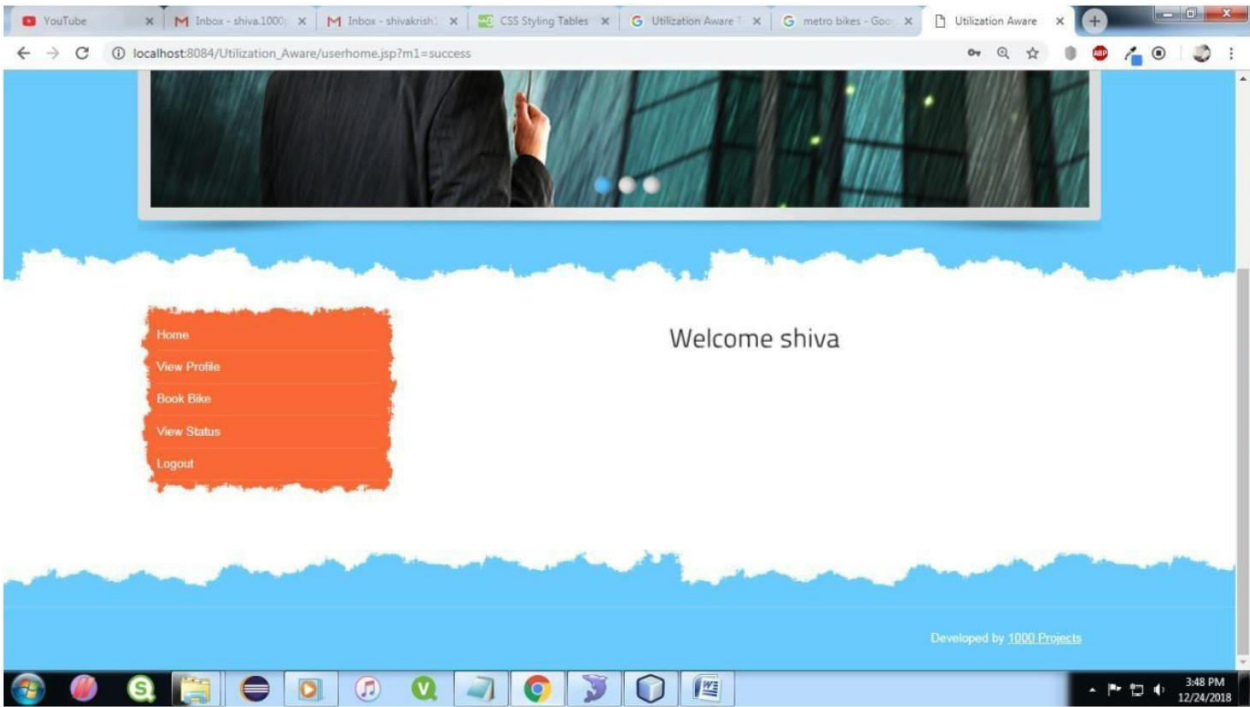 YouTube
Inbox - shiva.1000
Inbox - shivakrish
CSS Styling Tables
Utilization Aware T
metro bikes - Goo
Utilization Aware
localhost:8084/Utilization_Aware/userhome.jsp?m1=success
ABP
Home
View Profile
Book Bike
View Status
Logout
Welcome shiva
Developed by 1000 Projects
3:48 PM
12/24/2018